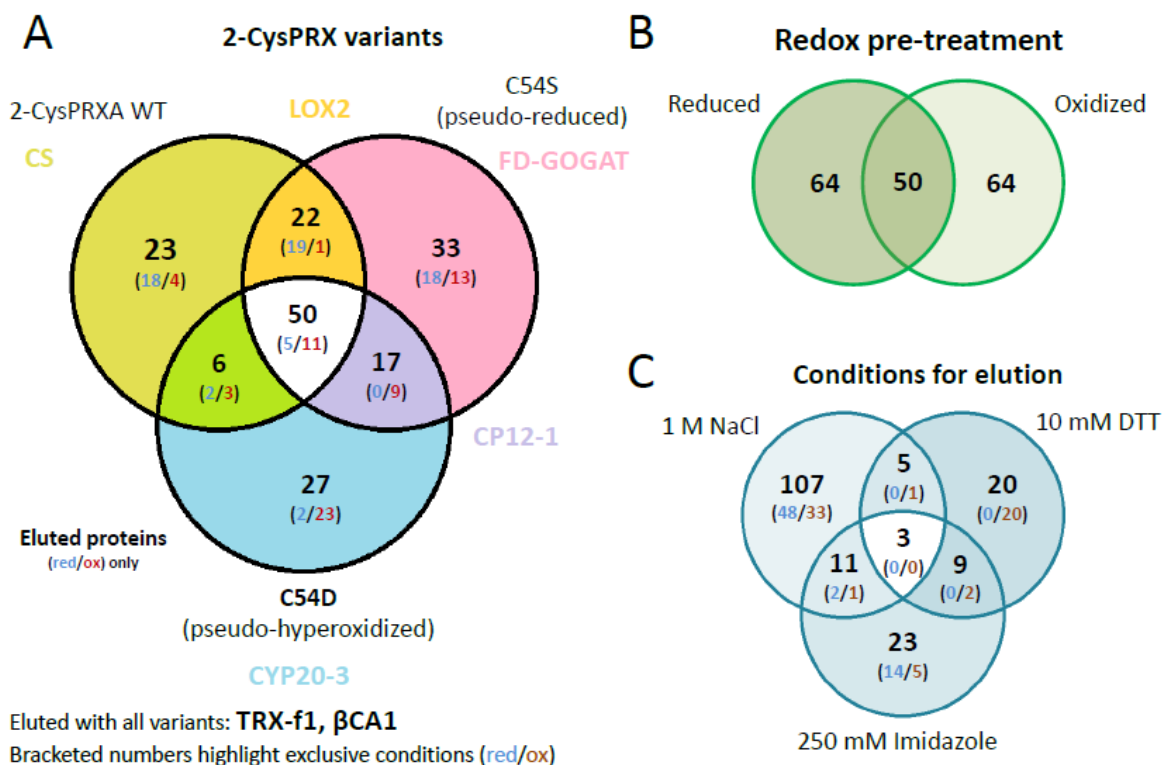 A
2-CysPRX variants
2-CysPRXA WT
LOX2
C54S
(pseudo-reduced)
CS
FD-GOGAT
23
(18/4)
22
(19/1)
33
(18/13)
50
(5/11)
6
(2/3)
17
(0/9)
CP12-1
27
(2/23)
Eluted proteins
(red/ox) only
C54D
(pseudo-hyperoxidized)
CYP20-3
Eluted with all variants: TRX-f1, βCA1
Bracketed numbers highlight exclusive conditions (red/ox)
B
Redox pre-treatment
Reduced
Oxidized
64
50
64
C
Conditions for elution
1 M NaCl
10 mM DTT
107
(48/33)
5
(0/1)
20
(0/20)
3
(0/0)
11
(2/1)
9
(0/2)
23
(14/5)
250 mM Imidazole